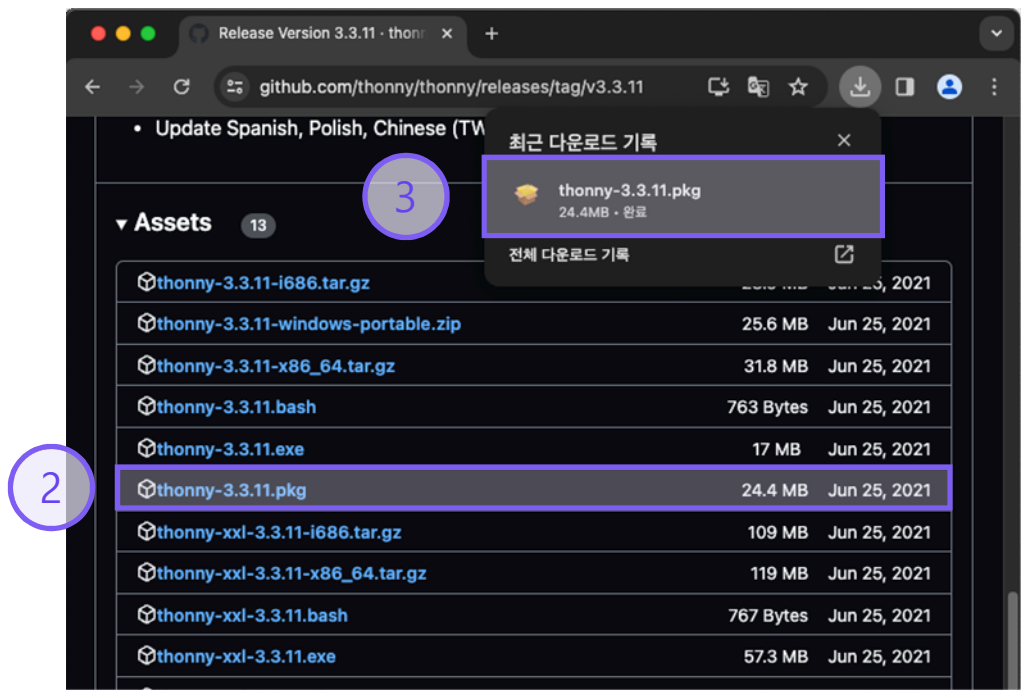 Release Version 3.3.11 · thonn
github.com/thonny/thonny/releases/tag/v3.3.11
• Update Spanish, Polish, Chinese (TW
최근 다운로드 기록
3
thonny-3.3.11.pkg
24.4MB • 완료
전체 다운로드 기록
Assets 13
thonny-3.3.11-i686.tar.gz Jun 25, 2021
thonny-3.3.11-windows-portable.zip 25.6 MB Jun 25, 2021
thonny-3.3.11-x86_64.tar.gz 31.8 MB Jun 25, 2021
thonny-3.3.11.bash 763 Bytes Jun 25, 2021
thonny-3.3.11.exe 17 MB Jun 25, 2021
2
thonny-3.3.11.pkg 24.4 MB Jun 25, 2021
thonny-xxl-3.3.11-i686.tar.gz 109 MB Jun 25, 2021
thonny-xxl-3.3.11-x86_64.tar.gz 119 MB Jun 25, 2021
thonny-xxl-3.3.11.bash 767 Bytes Jun 25, 2021
thonny-xxl-3.3.11.exe 57.3 MB Jun 25, 2021